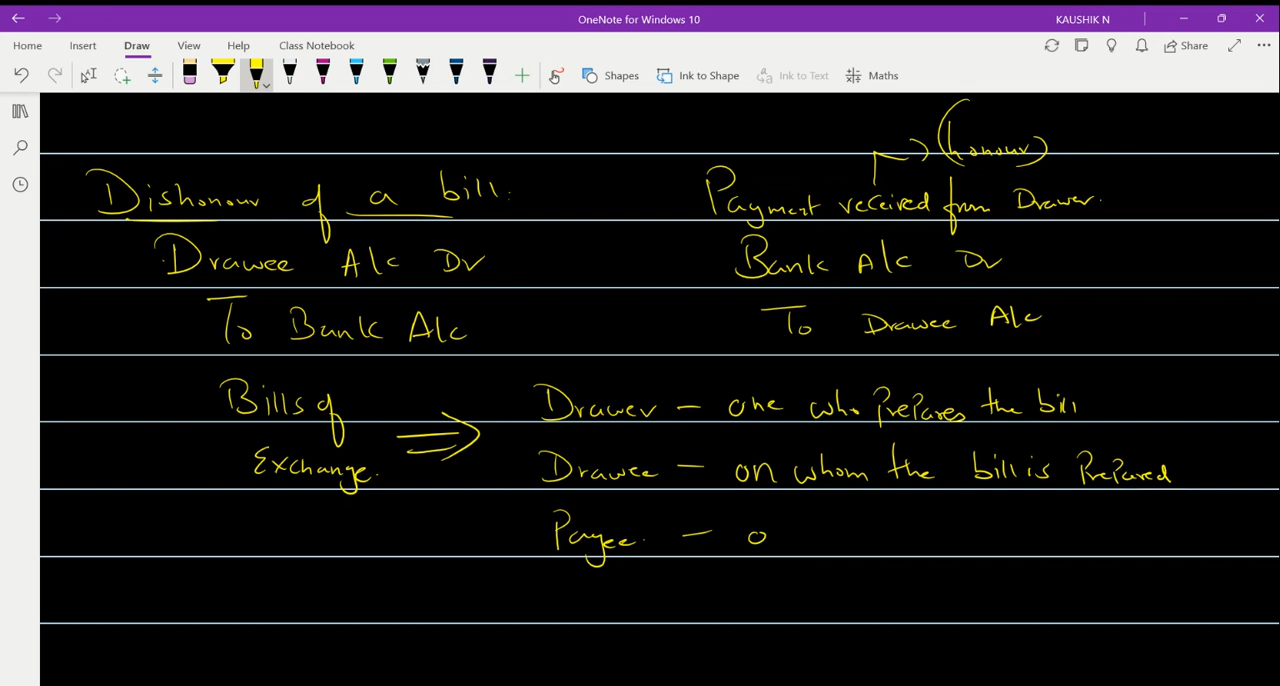 OneNote for Windows 10
KAUSHIK N
Home Insert Draw View Help Class Notebook
Share
Shapes Ink to Shape Ink to Text Maths
(honour)
Dishonour of a bill.
Payment received from Drawer.
Drawee A/c Dr
Bank A/c Dr
To Bank A/c
To Drawee A/c
Bills of
Exchange.
Drawer - one who Prepares the bill
Drawee - on whom the bill is Prepared
Payee. - o